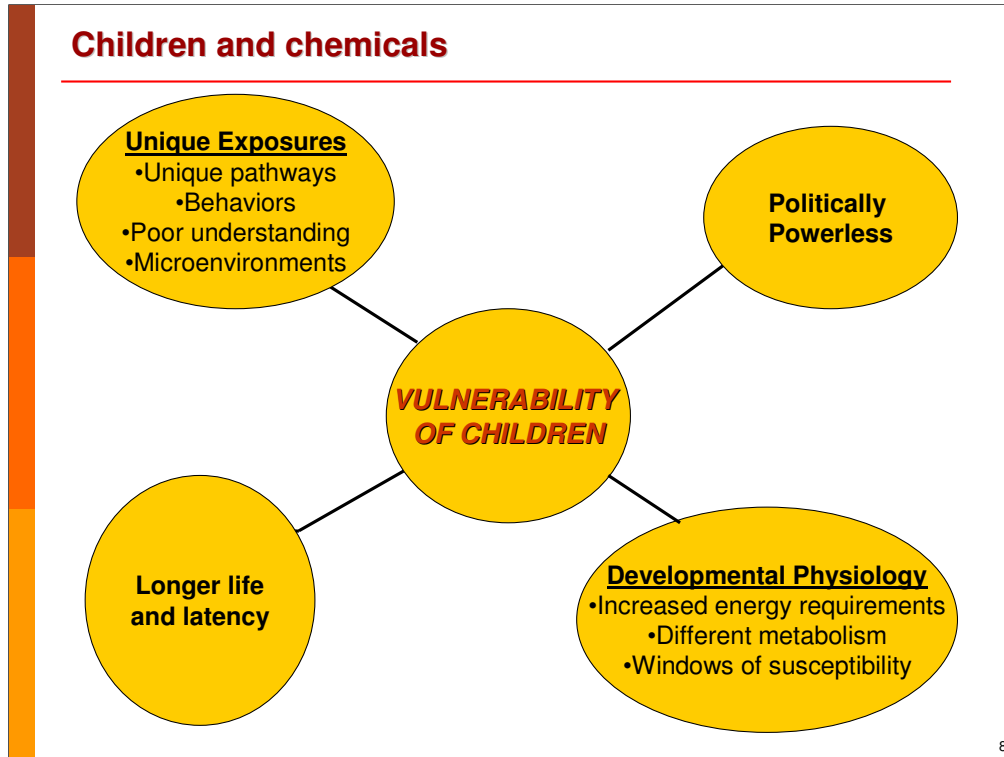 Children and chemicals
Unique Exposures
•Unique pathways
•Behaviors
•Poor understanding
•Microenvironments
Politically
Powerless
VULNERABILITY
OF CHILDREN
Longer life
and latency
Developmental Physiology
•Increased energy requirements
•Different metabolism
•Windows of susceptibility
8